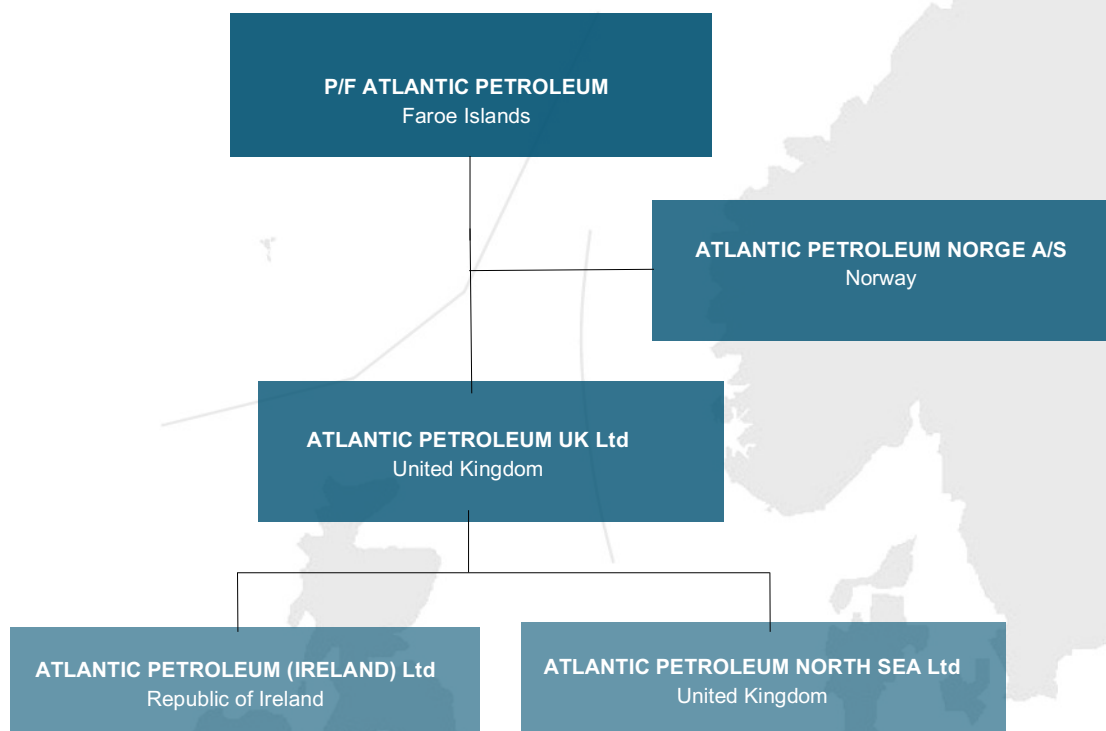 P/F ATLANTIC PETROLEUM
Faroe Islands
ATLANTIC PETROLEUM NORGE A/S
Norway
ATLANTIC PETROLEUM UK Ltd
United Kingdom
ATLANTIC PETROLEUM (IRELAND) Ltd
Republic of Ireland
ATLANTIC PETROLEUM NORTH SEA Ltd
United Kingdom